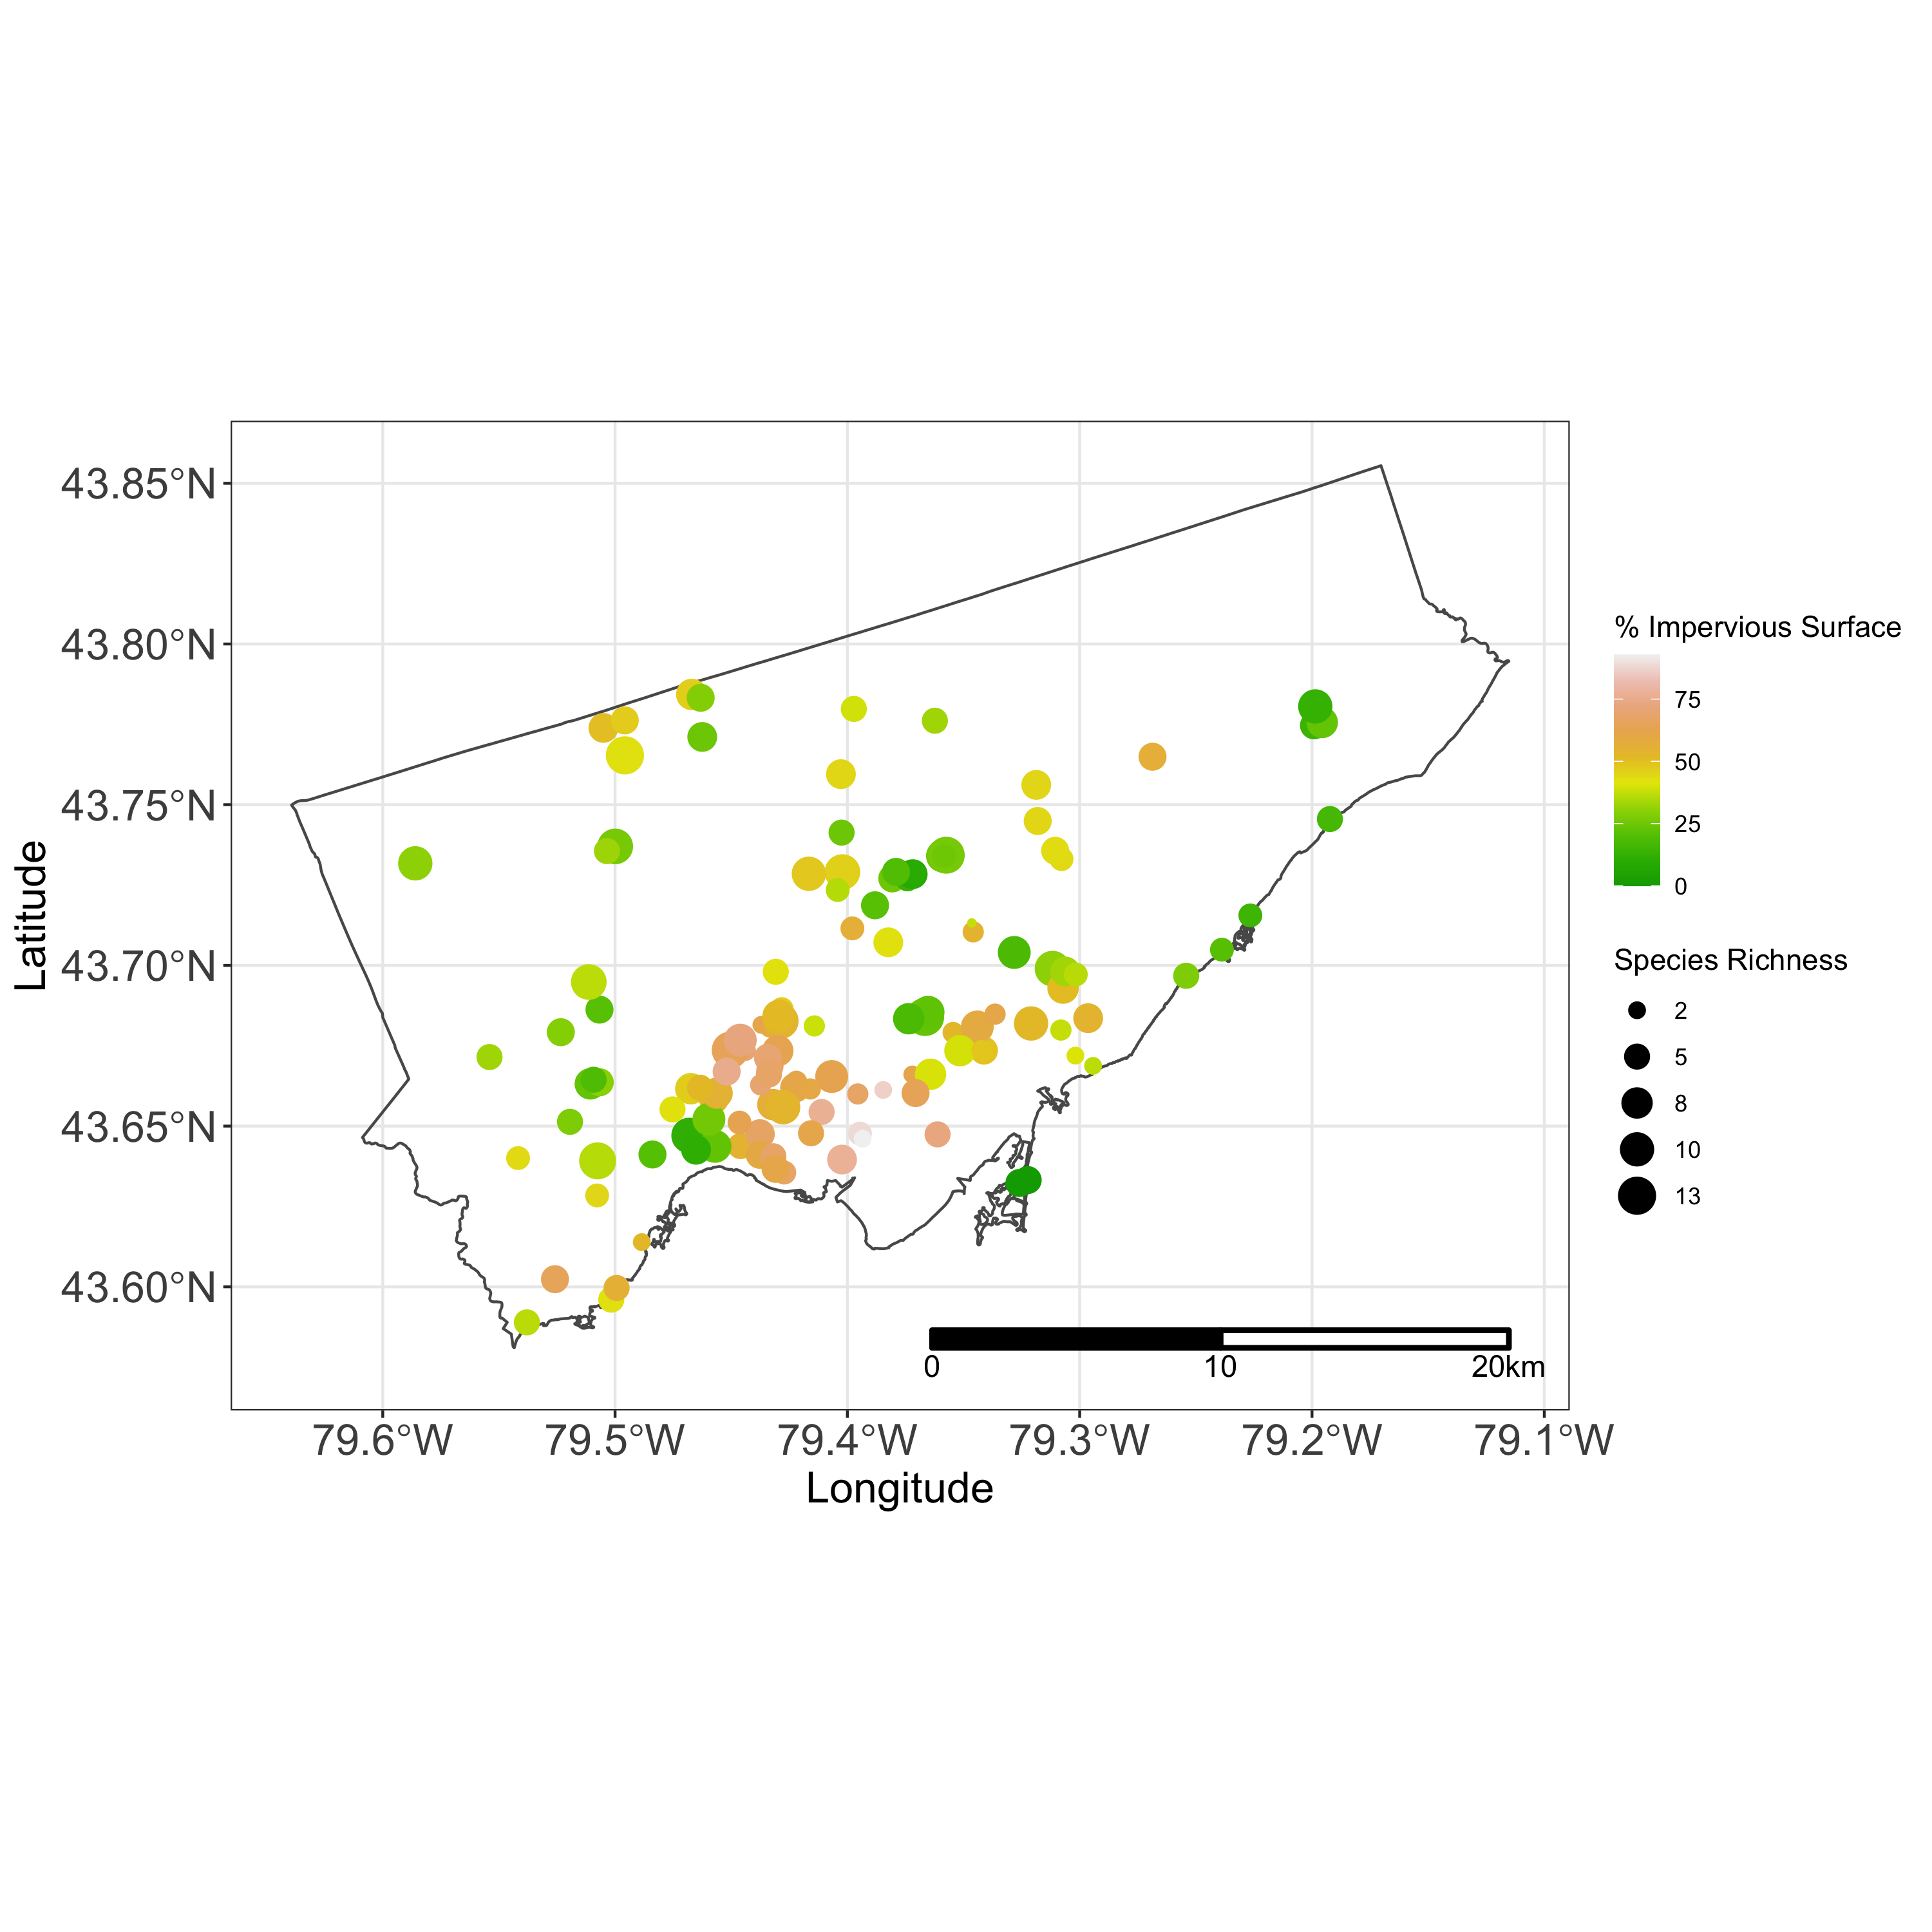 43.85°N
43.80°N
43.75°N
43.70°N
43.65°N
43.60°N
Latitude
79.6°W 79.5°W 79.4°W 79.3°W 79.2°W 79.1°W
Longitude
0 10 20km
% Impervious Surface
75
50
25
0
Species Richness
2
5
8
10
13